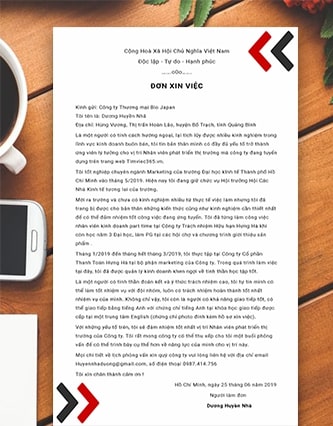 Cộng Hoà Xã Hội Chủ Nghĩa Việt Nam
Độc lập - Tự do - Hạnh phúc
......o0o......
ĐƠN XIN VIỆC
Kính gửi: Công ty Thương mại Bio Japan
Tôi tên là: Dương Huyền Nhã
Địa chỉ: Hùng Vương, Thị trấn Hoàn Lão, huyện Bố Trạch, tỉnh Quảng Bình
Là một người có tính cách hướng ngoại, lại tích lũy được nhiều kinh nghiệm trong
lĩnh vực kinh doanh buôn bán, tôi tin bản thân mình có đầy đủ yếu tố trở thành
ứng viên lý tưởng cho vị trí Nhân viên phát triển thị trường mà công ty đang tuyển
dụng trên trang web Timviec365.vn.
Tôi tốt nghiệp chuyên ngành Marketing của trường Đại học kinh tế Thành phố Hồ
Chí Minh vào tháng 5/2019. Hiện nay tôi đang giữ chức vụ Hội trưởng Hội Các
Nhà Kinh tế tương lai của trường.
Mới ra trường và chưa có kinh nghiệm nhiều từ thực tế việc làm nhưng tôi đã
trang bị được cho bản thân những kiến thức cũng như kinh nghiệm cần thiết nhất
để có thể đảm nhiệm tốt công việc đang ứng tuyển. Tôi đã từng làm công việc
nhân viên kinh doanh part time tại Công ty Trách nhiệm Hữu hạn Hưng Hà khi
còn học năm 3 Đại học, làm PG tại các hội chợ và chương trình giới thiệu sản
phẩm .
Tháng 1/2019 đến hết tháng 3/2019, tôi thực tập tại Công ty Cổ phần
Thanh Toàn Hưng Hà tại bộ phận marketing của Công ty. Trong quá trình làm việc
tại đây, tôi đã được quản lý kinh doanh khen ngợi về tinh thần học tập tốt.
Là một người có tinh thần đoàn kết và ý thức trách nhiệm cao, tôi tự tin mình có
thể làm tốt nhiệm vụ với đội nhóm, luôn có trách nhiệm hoàn thành tốt nhất
nhiệm vụ của mình. Không chỉ vậy, tôi còn là người có khả năng giao tiếp tốt, có
thể giao tiếp bằng tiếng Anh với chứng chỉ tiếng Anh tại khóa học giao tiếp được
cấp tại một trung tâm English (chứng chỉ photo đính kèm hồ sơ xin việc).
Với những yếu tố trên, tôi sẽ đảm nhiệm tốt nhất vị trí Nhân viên phát triển thị
trường của Công ty. Tôi rất mong công ty có thể thu xếp cho tôi một buổi phỏng
vấn để có thể trình bày cụ thể hơn về năng lực của mình cho vị trí này.
Mọi chi tiết về lịch phỏng vấn xin quý công ty vui lòng liên hệ với địa chỉ email
Huyennhaduong@gmail.com, số điện thoại 0987.414.756
Tôi xin chân thành cảm ơn !
Hồ Chí Minh, ngày 25 tháng 06 năm 2019
Người làm đơn
Dương Huyền Nhã